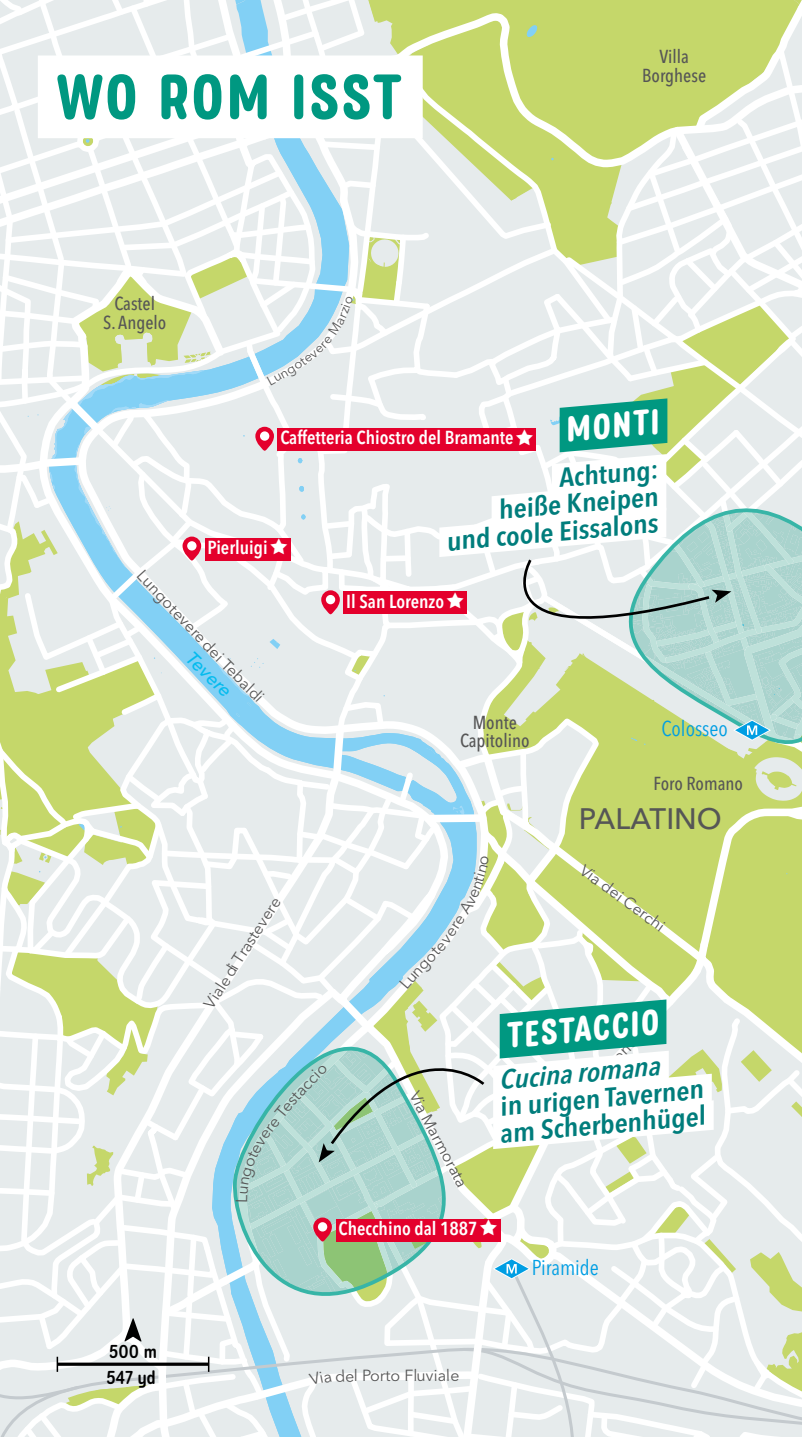 WO ROM ISST
Villa
Borghese
Castel
S. Angelo
Lungotevere Marzio
Caffetteria Chiostro del Bramante
MONTI
Achtung:
heiße Kneipen
und coole Eissalons
Pierluigi
Il San Lorenzo
Lungotevere dei Tebaldi
Tevere
Monte
Capitolino
Colosseo
M
Foro Romano
PALATINO
Via dei Cerchi
Lungotevere Aventino
Viale di Trastevere
TESTACCIO
Cucina romana
in urigen Tavernen
am Scherbenhügel
Lungotevere Testaccio
Via Marmorata
Checchino dal 1887
M
Piramide
500 m
547 yd
Via del Porto Fluviale